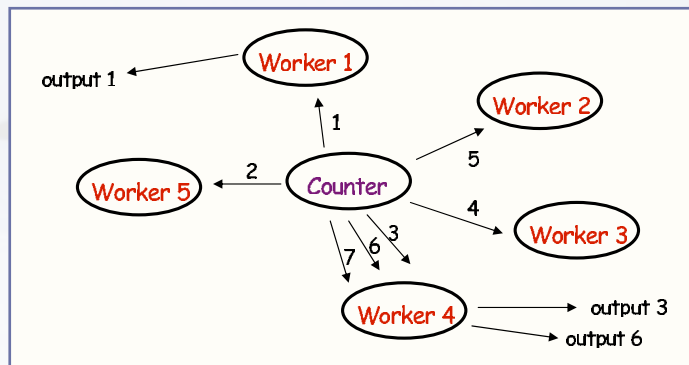 Worker 1
output 1
Worker 2
1
5
2
Worker 5
Counter
4
Worker 3
3
6
7
Worker 4
output 3
output 6